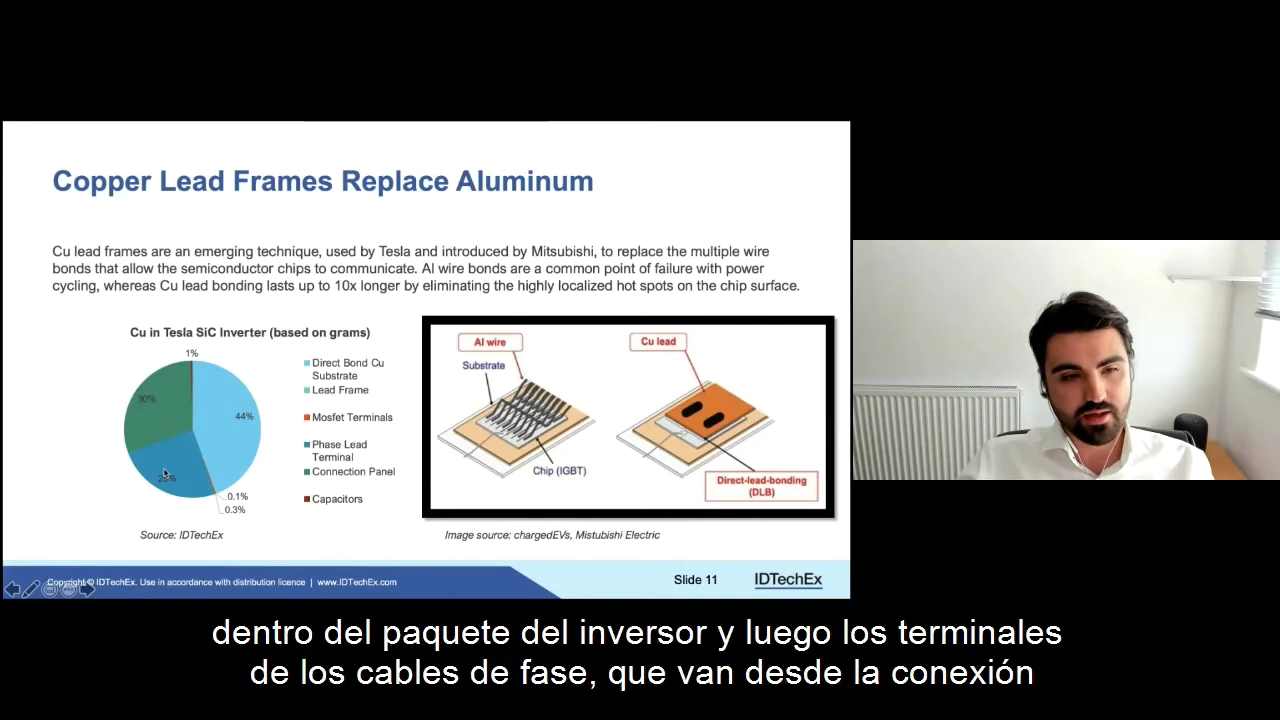 Copper Lead Frames Replace Aluminum
Cu lead frames are an emerging technique, used by Tesla and introduced by Mitsubishi, to replace the multiple wire
bonds that allow the semiconductor chips to communicate. Al wire bonds are a common point of failure with power
cycling, whereas Cu lead bonding lasts up to 10x longer by eliminating the highly localized hot spots on the chip surface.
Cu in Tesla SiC Inverter (based on grams)
1%
30%
44%
0.1%
0.3%
Direct Bond Cu
Substrate
Lead Frame
Mosfet Terminals
Phase Lead
Terminal
Connection Panel
Capacitors
Source: IDTechEx
Al wire
Substrate
Chip (IGBT)
Cu lead
Direct-lead-bonding
(DLB)
Image source: chargedEVs, Mistubishi Electric
Copyright © IDTechEx. Use in accordance with distribution licence | www.IDTechEx.com
Slide 11
IDTechEx
dentro del paquete del inversor y luego los terminales
de los cables de fase, que van desde la conexión